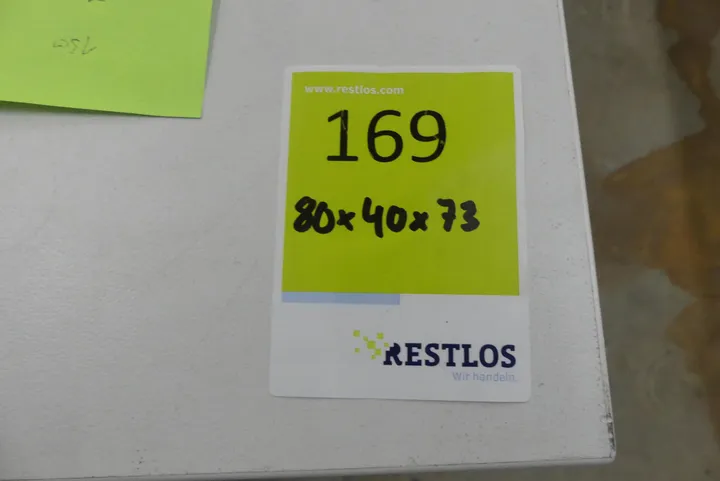 www.restlos.com
169
80x40x73
RESTLOS
Wir handeln.